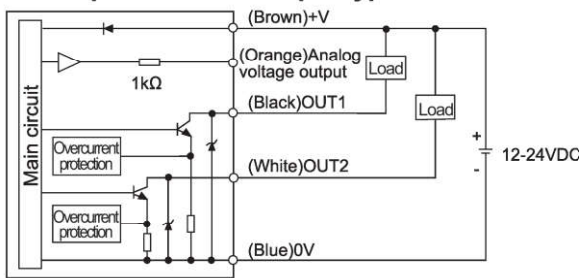 (Brown)+V
(Orange)Analog
voltage output
1kΩ
Load
Load
(Black)OUT1
Main circuit
Overcurrent
protection
+
12-24VDC
-
(White)OUT2
Overcurrent
protection
(Blue)0V